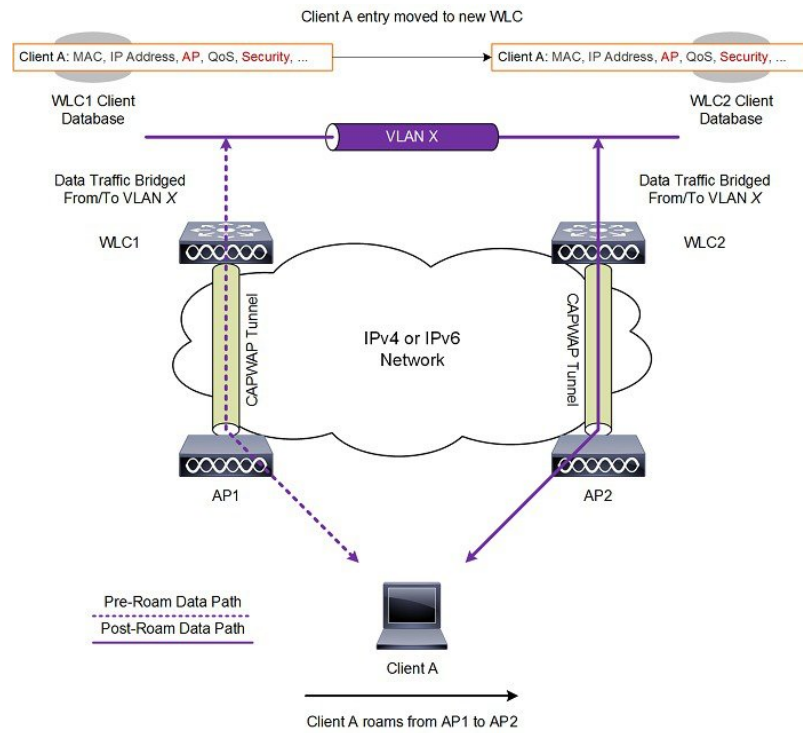 Client A entry moved to new WLC
Client A: MAC, IP Address, AP, QoS, Security, ...
Client A: MAC, IP Address, AP, QoS, Security, ...
WLC1 Client
Database
WLC2 Client
Database
VLAN X
Data Traffic Bridged
From/To VLAN X
Data Traffic Bridged
From/To VLAN X
WLC1
WLC2
CAPWAP Tunnel
IPv4 or IPv6
Network
CAPWAP Tunnel
AP1
AP2
Pre-Roam Data Path
Post-Roam Data Path
Client A
Client A roams from AP1 to AP2